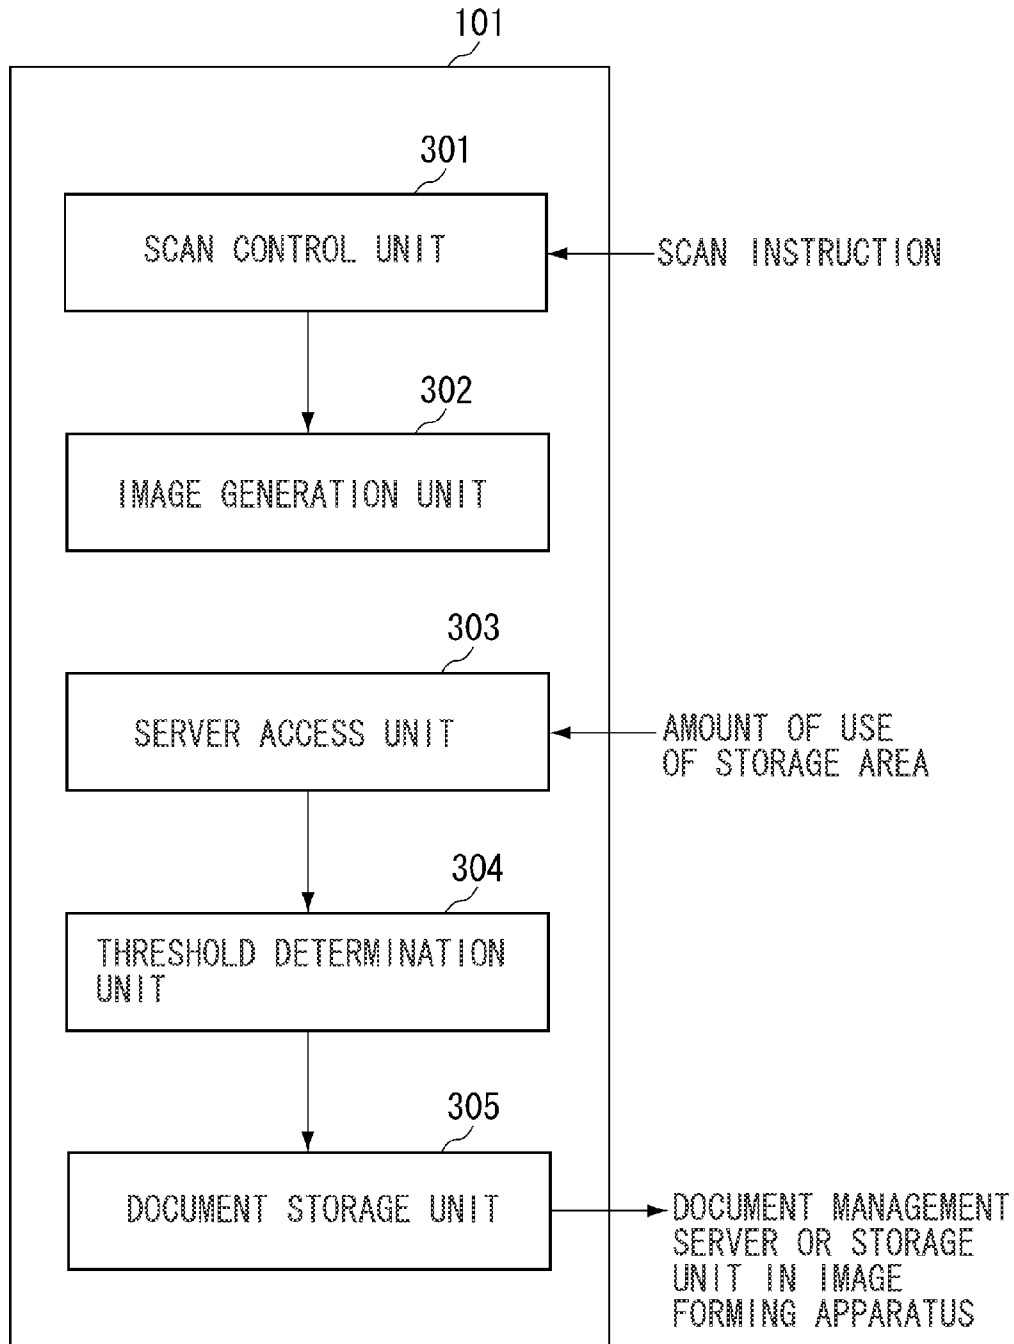 101
301
SCAN CONTROL UNIT
SCAN INSTRUCTION
302
IMAGE GENERATION UNIT
303
SERVER ACCESS UNIT
AMOUNT OF USE
OF STORAGE AREA
304
THRESHOLD DETERMINATION
UNIT
305
DOCUMENT STORAGE UNIT
DOCUMENT MANAGEMENT
SERVER OR STORAGE
UNIT IN IMAGE
FORMING APPARATUS